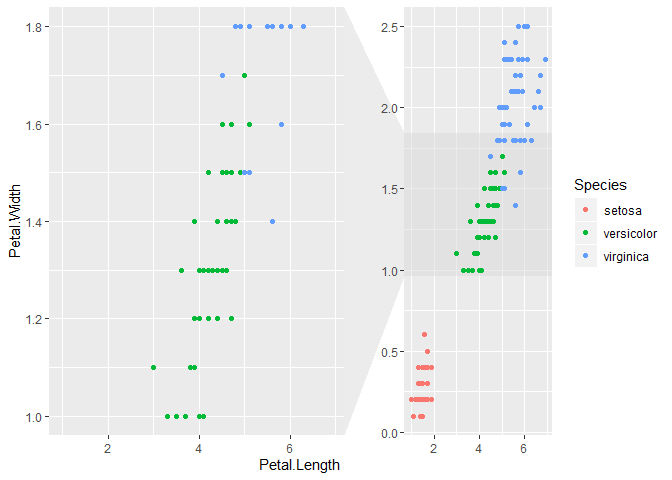 Petal.Width
1.8
1.6
1.4
1.2
1.0
2 4 6
Petal.Length
2.5
2.0
1.5
1.0
0.5
0.0
2 4 6
Species
setosa
versicolor
virginica